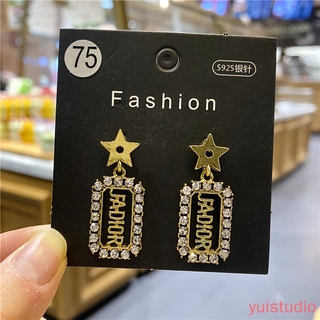 75
S925银针
Fashion
J'ADIOR
J'ADIOR
yuistudio